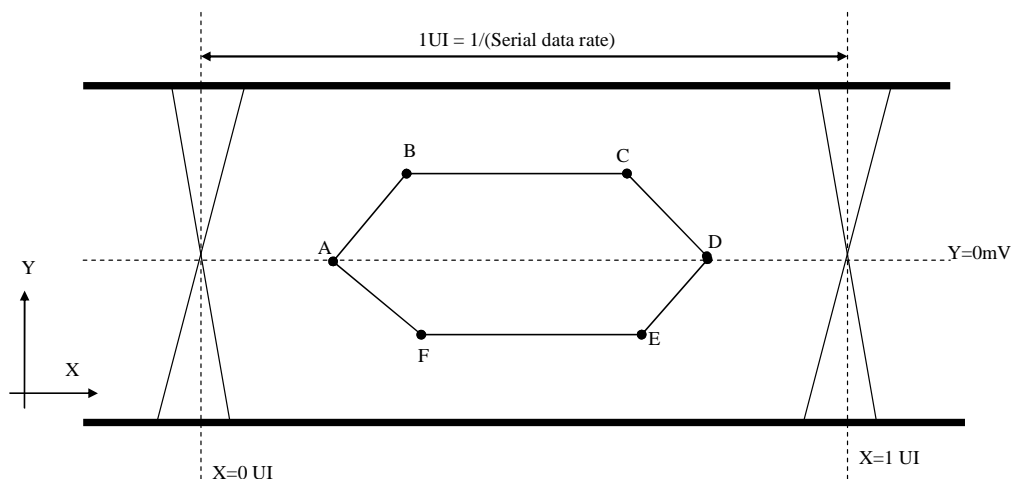 1UI = 1/(Serial data rate)
B
C
A
D
Y=0mV
Y
F
E
X
X=0 UI
X=1 UI